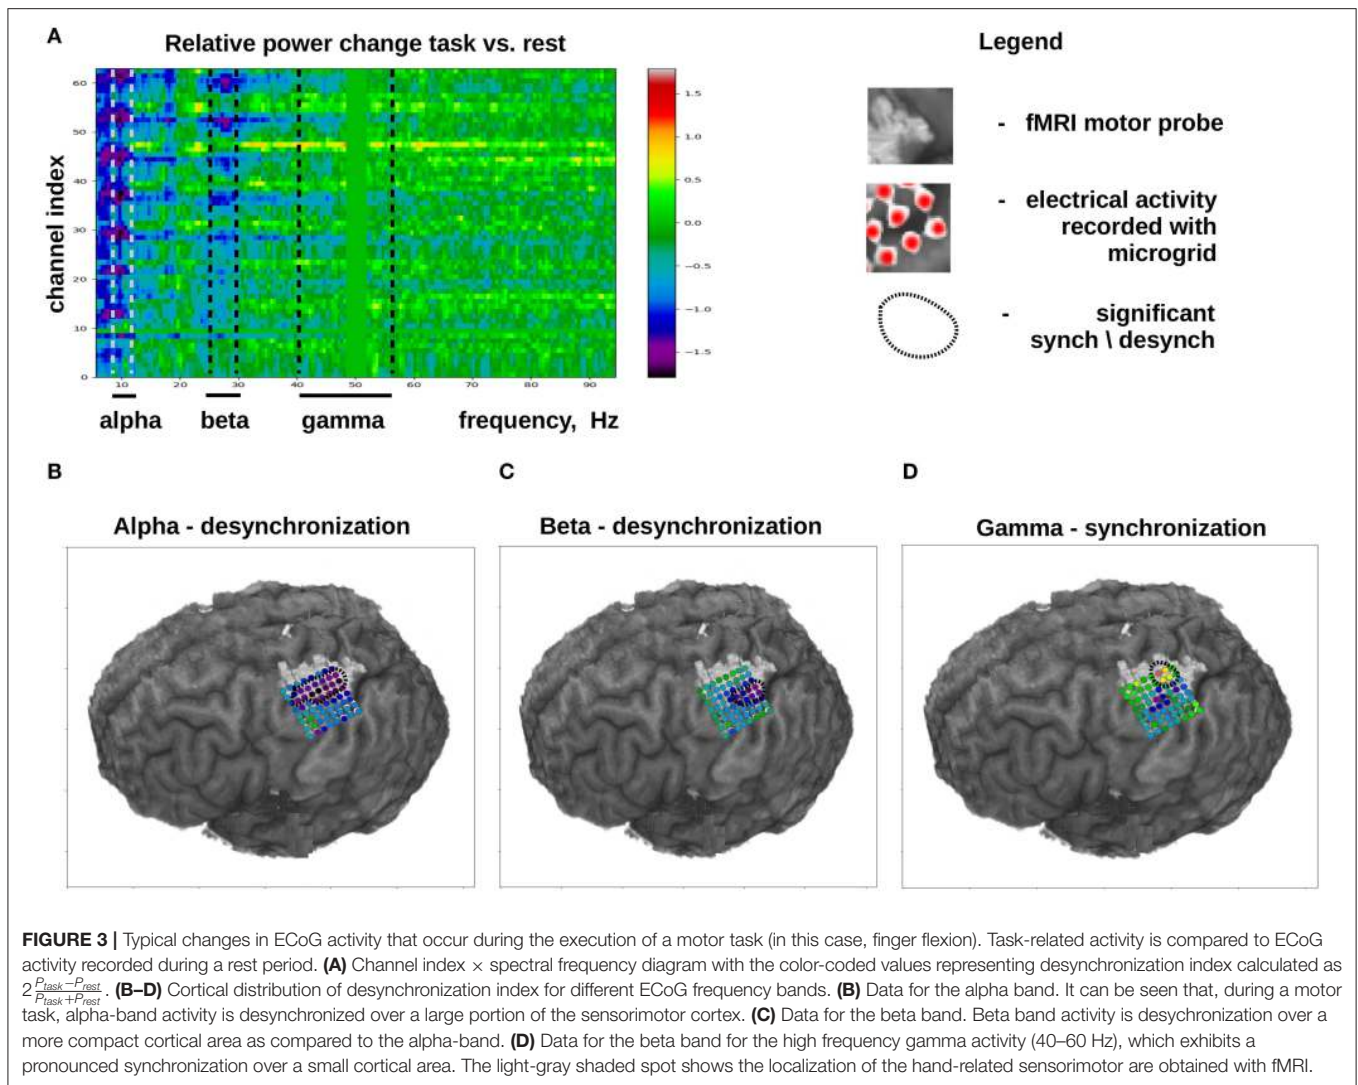 A
Relative power change task vs. rest
Legend
60
50
40
30
20
10
0
channel index
10 20 30 40 50 60 70 80 90
1.5
1.0
0.5
0.0
−0.5
−1.0
−1.5
alpha beta gamma frequency, Hz
- fMRI motor probe
- electrical activity
recorded with
microgrid
- significant
synch \ desynch
B C D
Alpha - desynchronization Beta - desynchronization Gamma - synchronization
FIGURE 3 | Typical changes in ECoG activity that occur during the execution of a motor task (in this case, finger flexion). Task-related activity is compared to ECoG
activity recorded during a rest period. (A) Channel index × spectral frequency diagram with the color-coded values representing desynchronization index calculated as
2 (P_task−P_rest)/(P_task+P_rest). (B–D) Cortical distribution of desynchronization index for different ECoG frequency bands. (B) Data for the alpha band. It can be seen that, during a motor
task, alpha-band activity is desynchronized over a large portion of the sensorimotor cortex. (C) Data for the beta band. Beta band activity is desychronization over a
more compact cortical area as compared to the alpha-band. (D) Data for the beta band for the high frequency gamma activity (40–60 Hz), which exhibits a
pronounced synchronization over a small cortical area. The light-gray shaded spot shows the localization of the hand-related sensorimotor are obtained with fMRI.